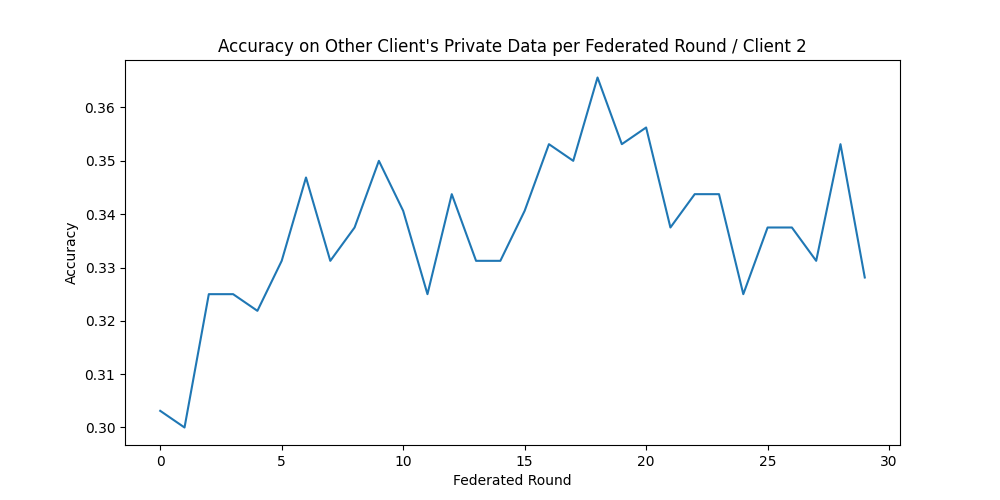 Accuracy on Other Client's Private Data per Federated Round / Client 2
0.36
0.35
0.34
0.33
0.32
0.31
0.30
Accuracy
0 5 10 15 20 25 30
Federated Round